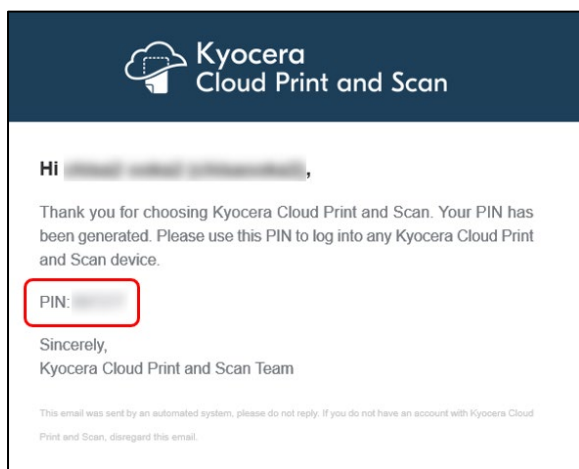 Kyocera
Cloud Print and Scan
Hi ,
Thank you for choosing Kyocera Cloud Print and Scan. Your PIN has
been generated. Please use this PIN to log into any Kyocera Cloud Print
and Scan device.
PIN:
Sincerely,
Kyocera Cloud Print and Scan Team
This email was sent by an automated system, please do not reply. If you do not have an account with Kyocera Cloud
Print and Scan, disregard this email.